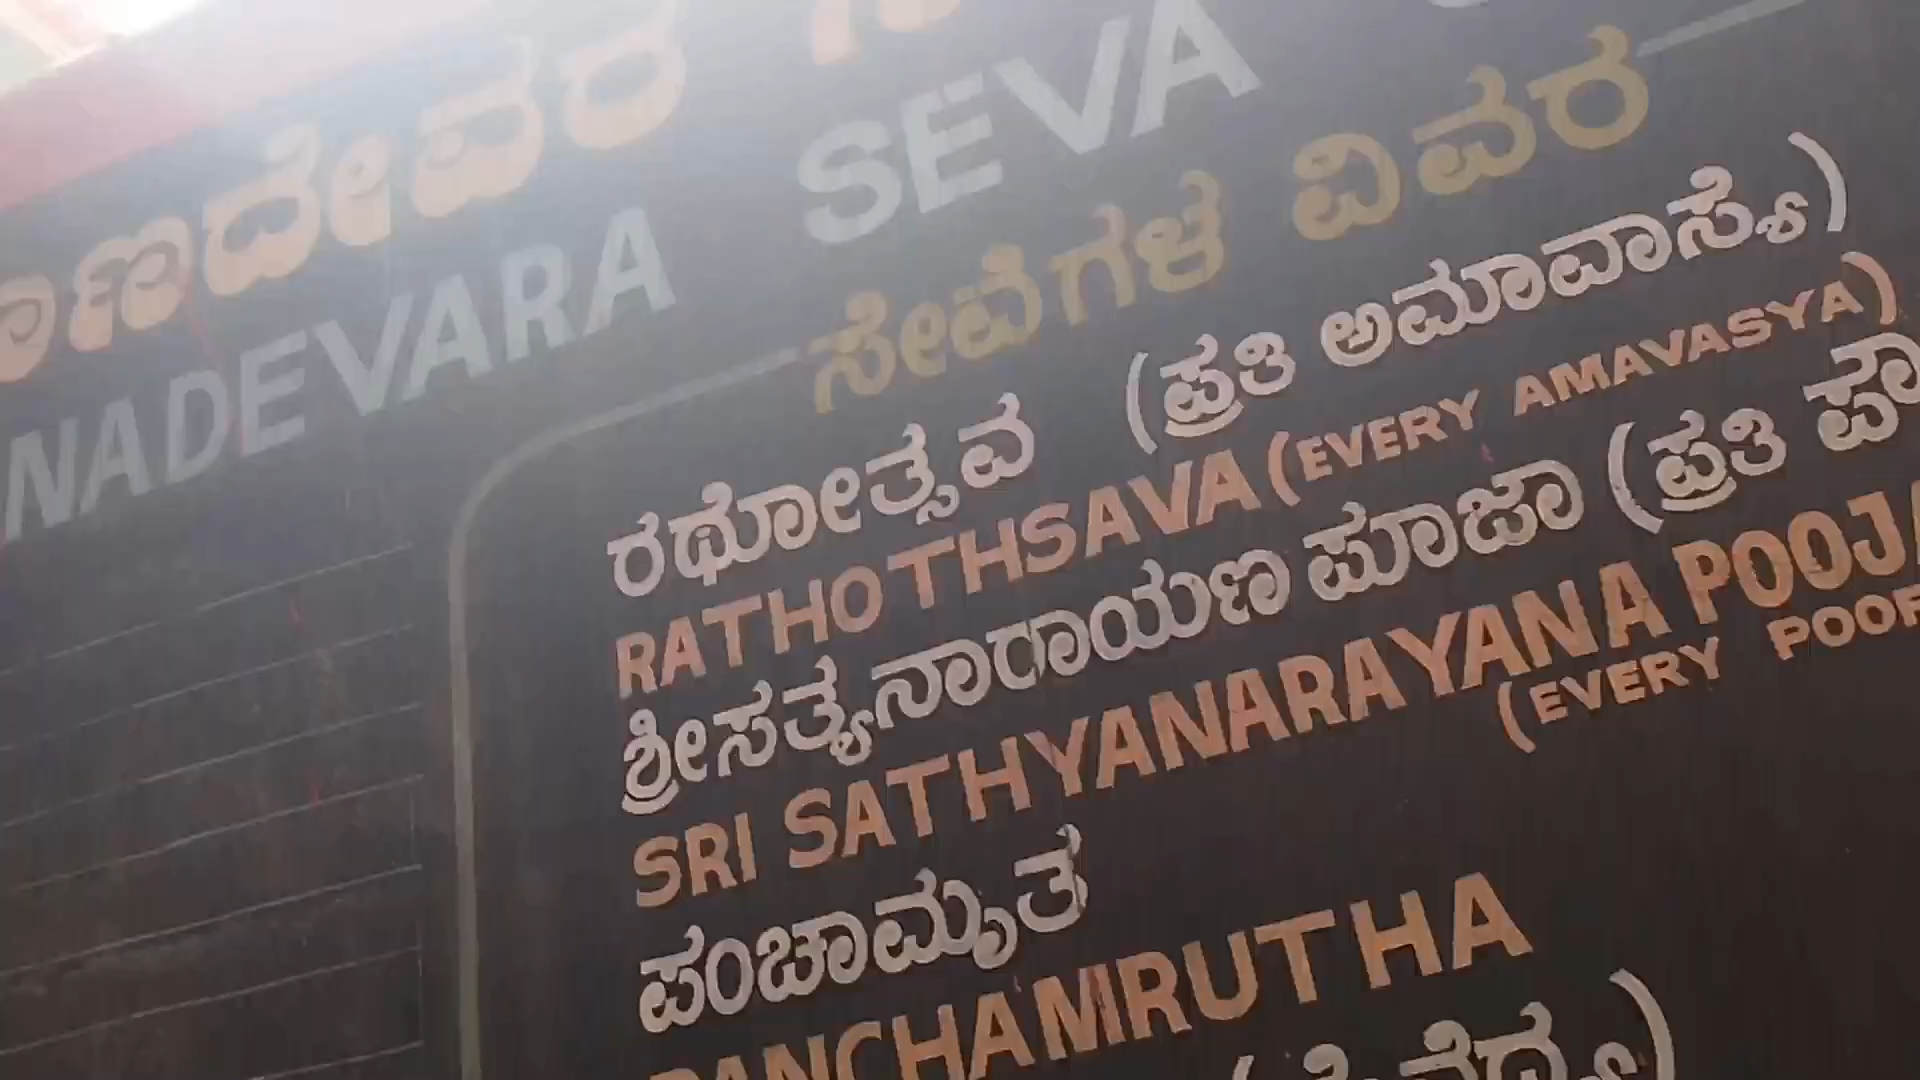 ಸೇವೆಗಳ ವಿವರ
NADEVARA SEVA
ರಥೋತ್ಸವ (ಪ್ರತಿ ಅಮಾವಾಸ್ಯೆ)
RATHOTHSAVA (EVERY AMAVASYA)
ಶ್ರೀಸತ್ಯನಾರಾಯಣ ಪೂಜಾ (ಪ್ರತಿ
SRI SATHYANARAYANA POOJA
(EVERY
ಪಂಚಾಮೃತ
PANCHAMRUTHA